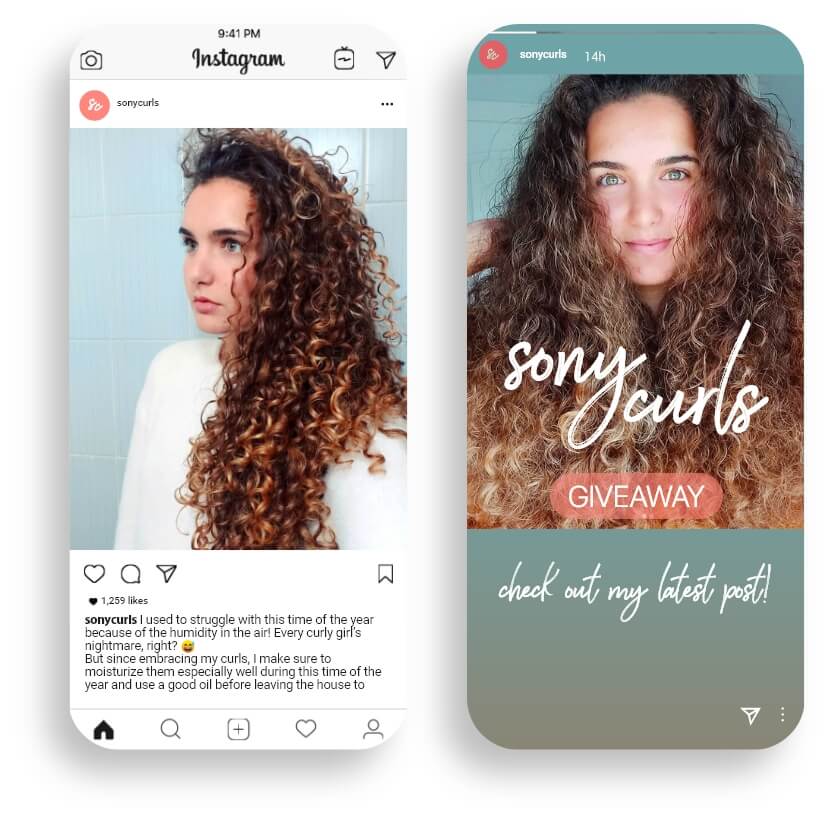 9:41 PM
Instagram
Sc
sonycurls
1,259 likes
sonycurls I used to struggle with this time of the year
because of the humidity in the air! Every curly girl's
nightmare, right? 😅
But since embracing my curls, I make sure to
moisturize them especially well during this time of the
year and use a good oil before leaving the house to
Sc
sonycurls 14h
sony
curls
GIVEAWAY
check out my latest post!